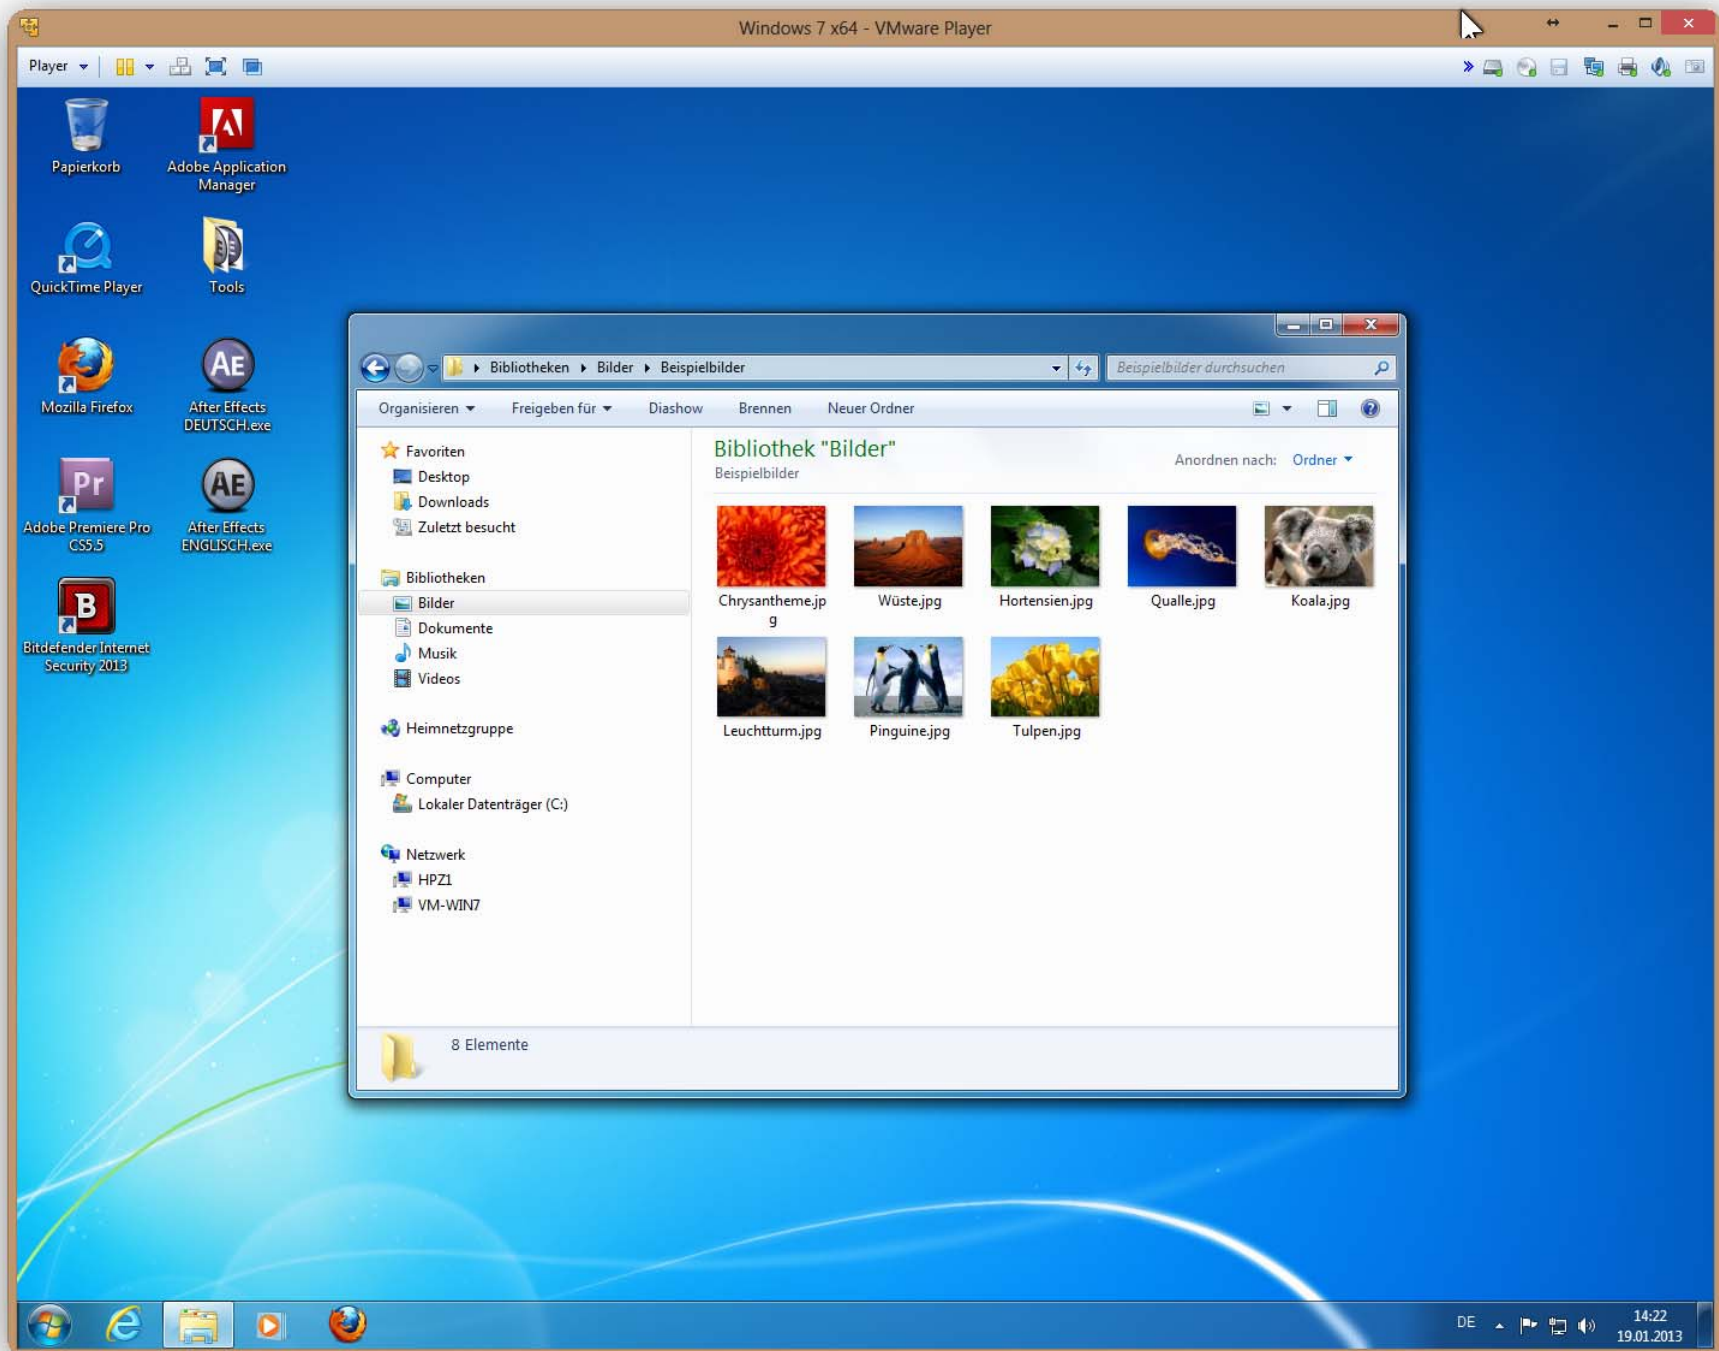 Windows 7 x64 - VMware Player
Player
Papierkorb
Adobe Application
Manager
QuickTime Player
Tools
Mozilla Firefox
AE
After Effects
DEUTSCH.exe
Pr
Adobe Premiere Pro
CS5.5
AE
After Effects
ENGLISCH.exe
B
Bitdefender Internet
Security 2013
Bibliotheken
Bilder
Beispielbilder
Beispielbilder durchsuchen
Organisieren
Freigeben für
Diashow
Brennen
Neuer Ordner
Favoriten
Desktop
Downloads
Zuletzt besucht
Bibliotheken
Bilder
Dokumente
Musik
Videos
Heimnetzgruppe
Computer
Lokaler Datenträger (C:)
Netzwerk
HPZ1
VM-WIN7
Bibliothek "Bilder"
Beispielbilder
Anordnen nach: Ordner
Chrysantheme.jp
g
Wüste.jpg
Hortensien.jpg
Qualle.jpg
Koala.jpg
Leuchtturm.jpg
Pinguine.jpg
Tulpen.jpg
8 Elemente
DE
14:22
19.01.2013